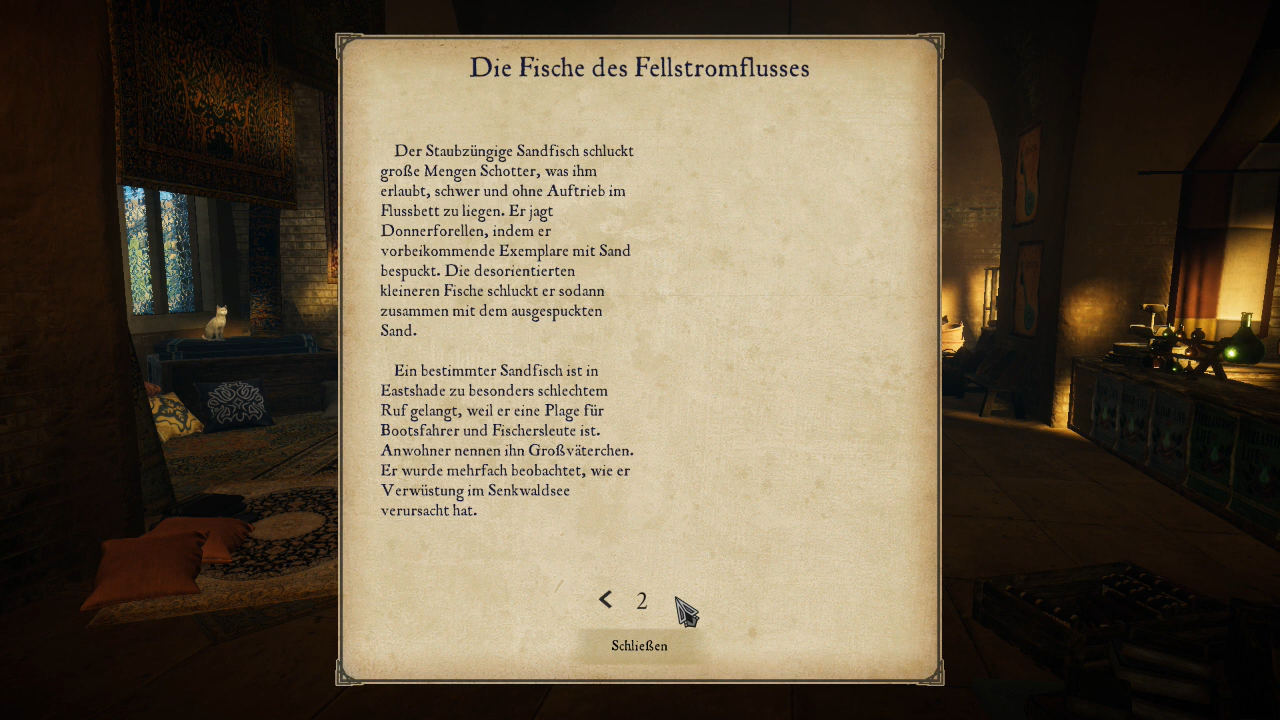 Die Fische des Fellstromflusses
Der Staubzüngige Sandfisch schluckt
große Mengen Schotter, was ihm
erlaubt, schwer und ohne Auftrieb im
Flussbett zu liegen. Er jagt
Donnerforellen, indem er
vorbeikommende Exemplare mit Sand
bespuckt. Die desorientierten
kleineren Fische schluckt er sodann
zusammen mit dem ausgespuckten
Sand.
Ein bestimmter Sandfisch ist in
Eastshade zu besonders schlechtem
Ruf gelangt, weil er eine Plage für
Bootsfahrer und Fischersleute ist.
Anwohner nennen ihn Großväterchen.
Er wurde mehrfach beobachtet, wie er
Verwüstung im Senkwaldsee
verursacht hat.
2
Schließen